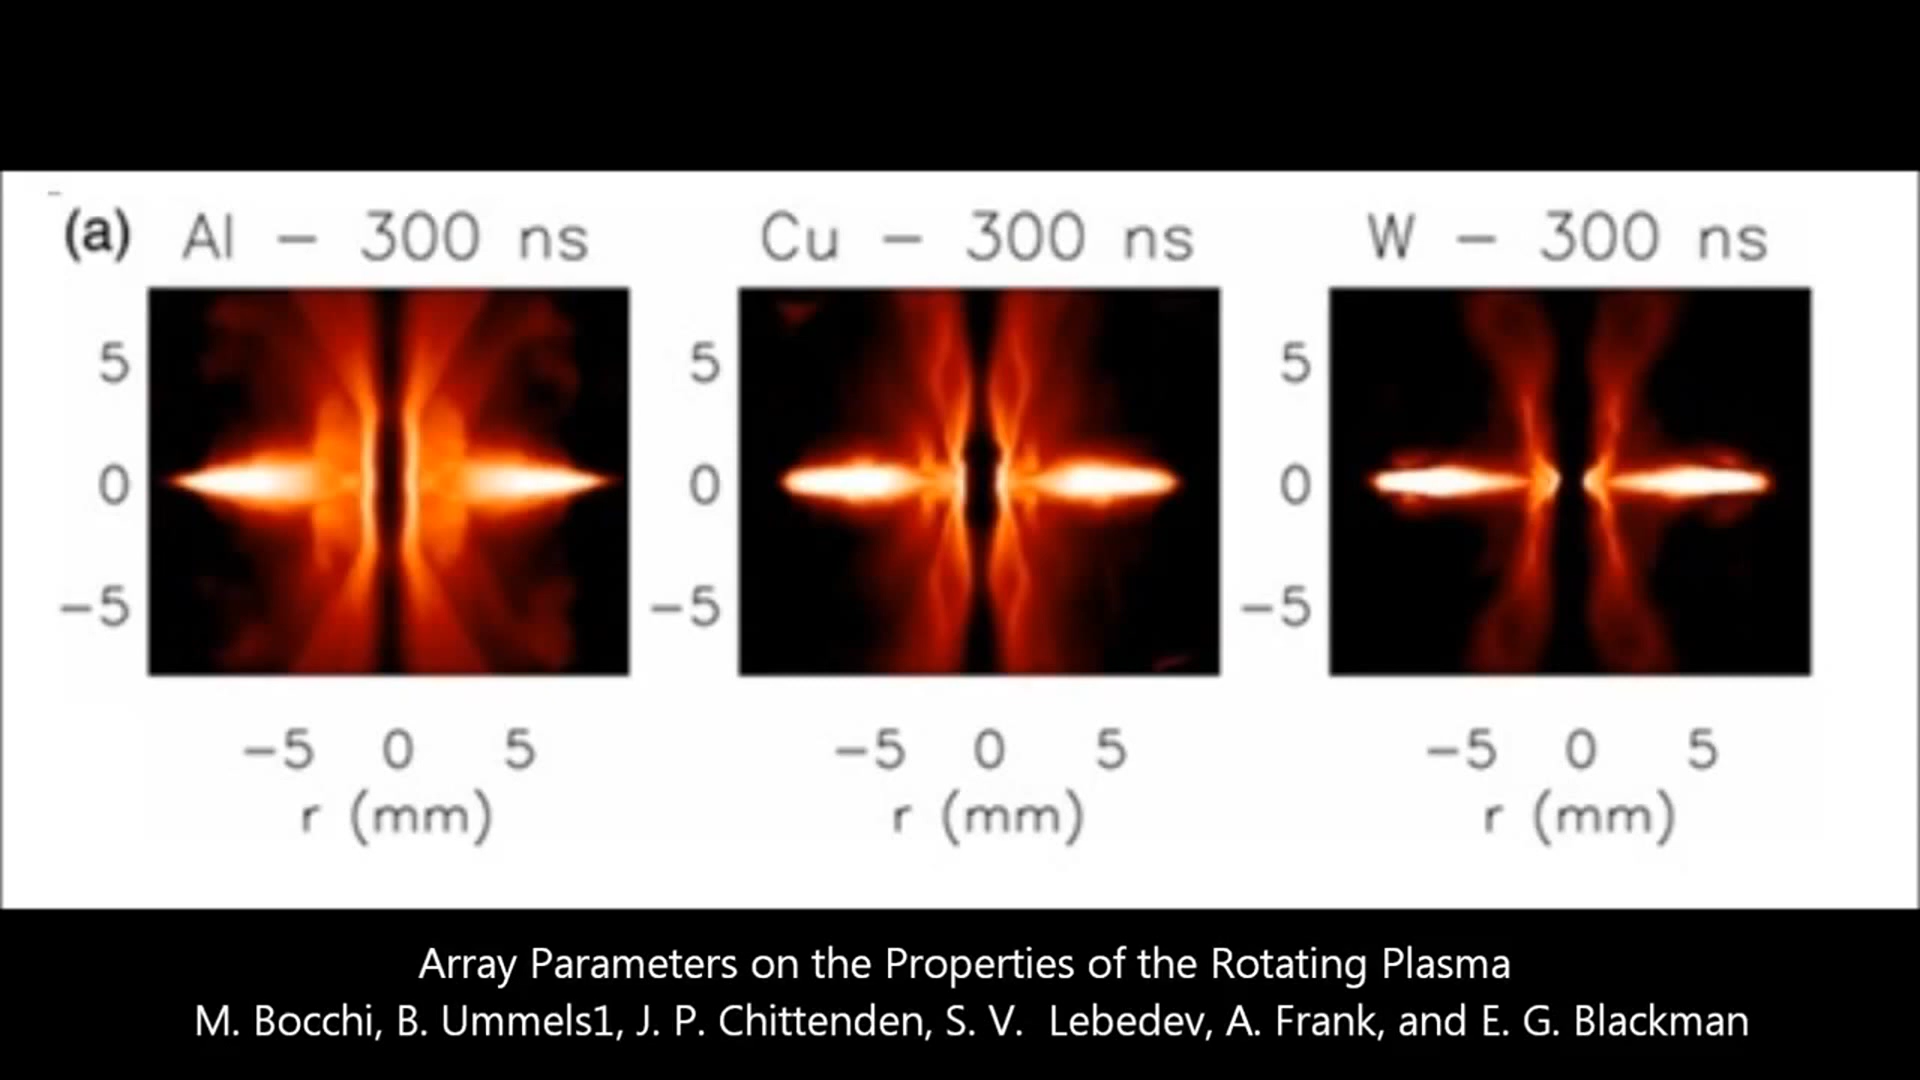 (a) Al – 300 ns Cu – 300 ns W – 300 ns
5 5 5
0 0 0
−5 −5 −5
−5 0 5 −5 0 5 −5 0 5
r (mm) r (mm) r (mm)
Array Parameters on the Properties of the Rotating Plasma
M. Bocchi, B. Ummels1, J. P. Chittenden, S. V. Lebedev, A. Frank, and E. G. Blackman